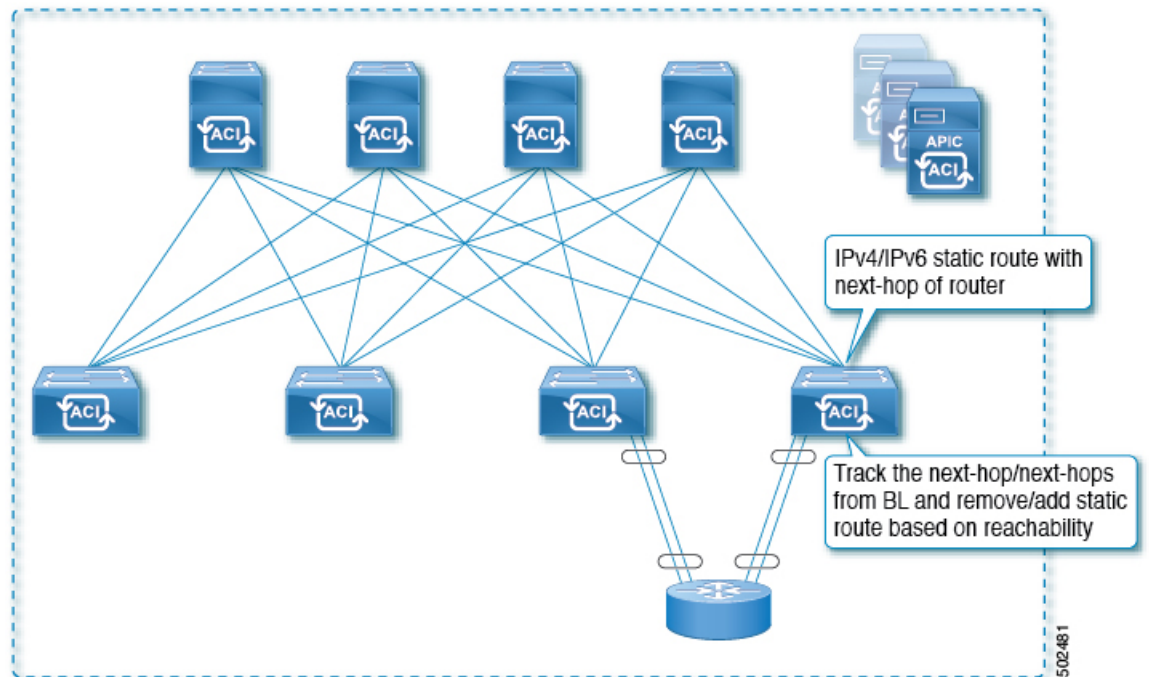 ACI
ACI
ACI
ACI
APIC
ACI
IPv4/IPv6 static route with
next-hop of router
ACI
ACI
ACI
ACI
Track the next-hop/next-hops
from BL and remove/add static
route based on reachability
502481